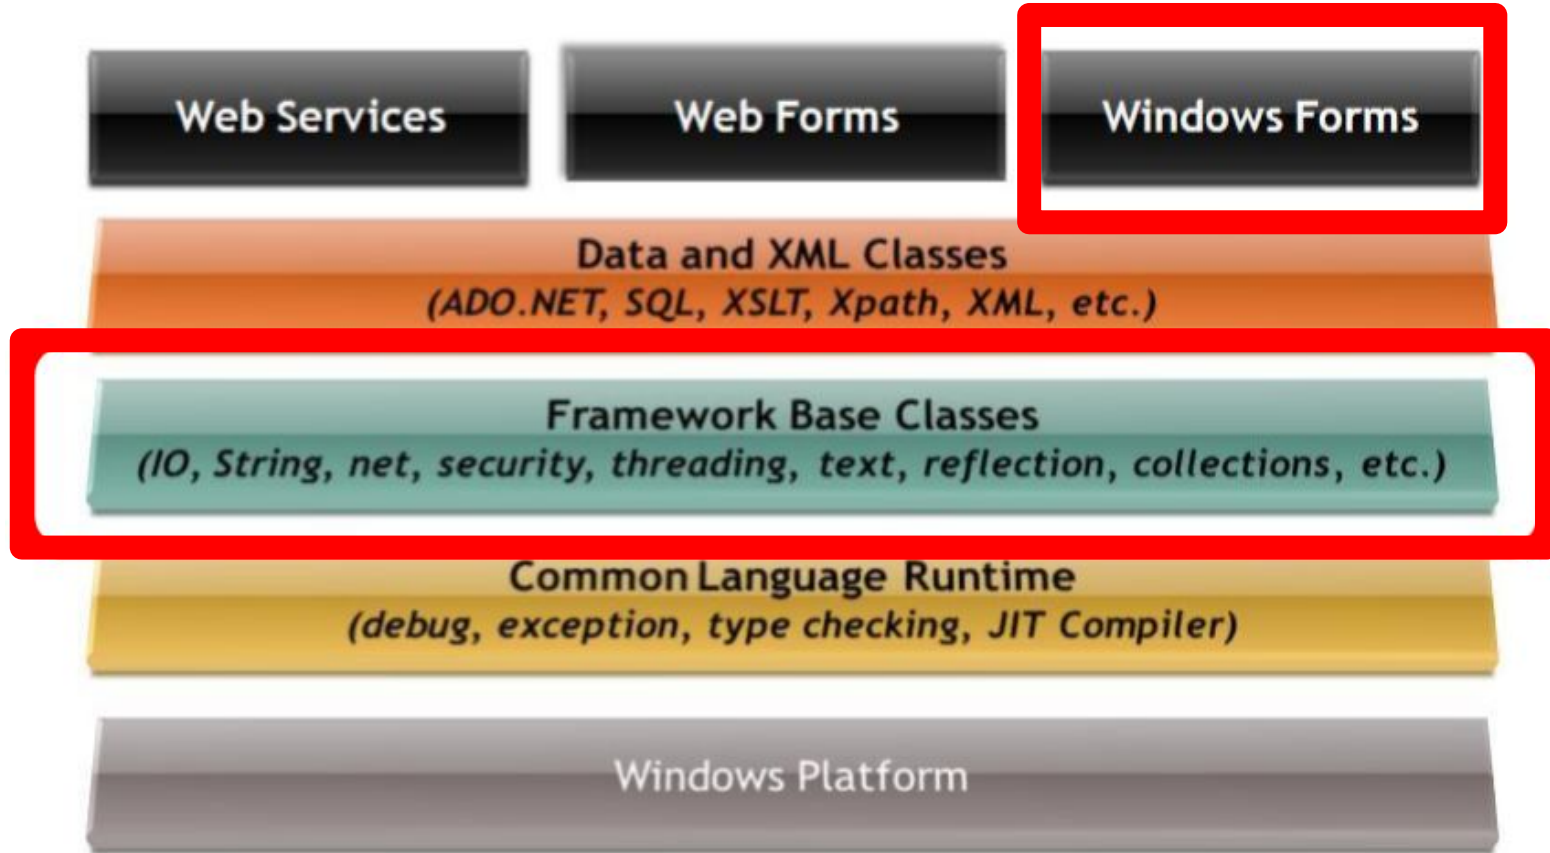 Web Services
Web Forms
Windows Forms
Data and XML Classes
(ADO.NET, SQL, XSLT, Xpath, XML, etc.)
Framework Base Classes
(IO, String, net, security, threading, text, reflection, collections, etc.)
Common Language Runtime
(debug, exception, type checking, JIT Compiler)
Windows Platform